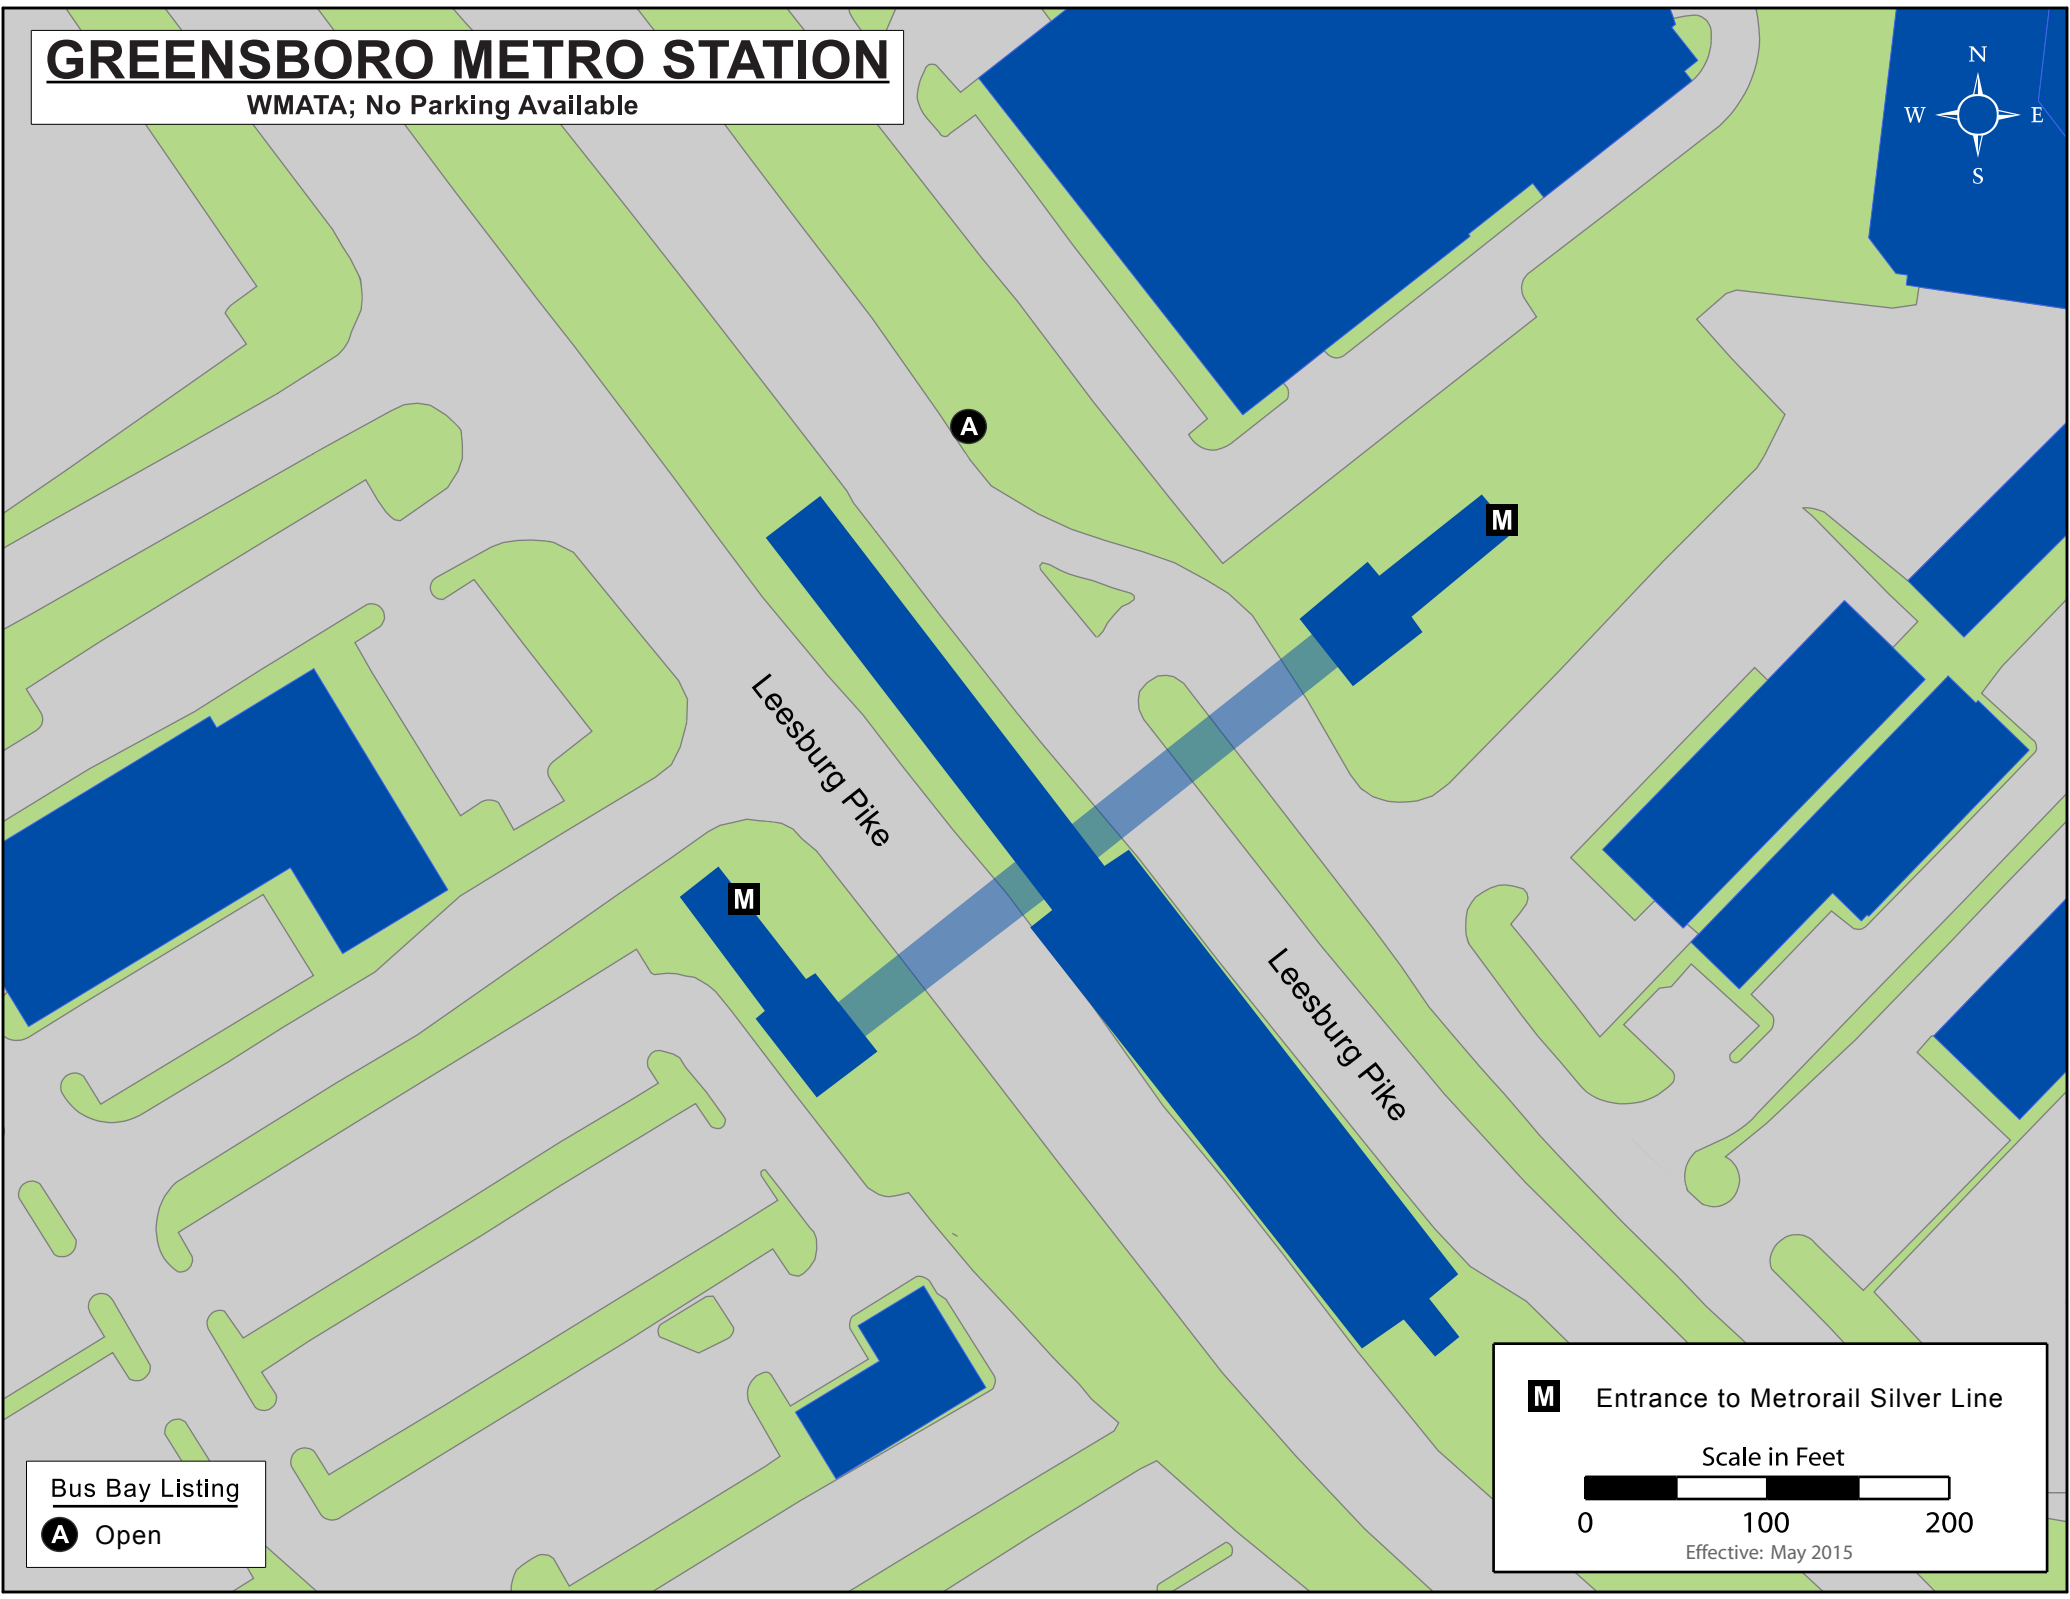 GREENSBORO METRO STATION
WMATA; No Parking Available
N
W E
S
A
M
Leesburg Pike
M
Leesburg Pike
M Entrance to Metrorail Silver Line
Scale in Feet
0 100 200
Effective: May 2015
Bus Bay Listing
A Open